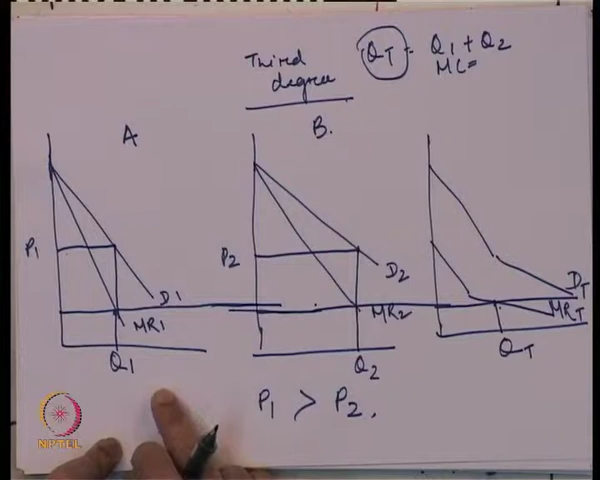 Third degree
QT = Q1 + Q2
MC =
A
B.
P1
D1
MR1
Q1
P2
D2
MR2
Q2
DT
MRT
QT
P1 > P2.
NPTEL